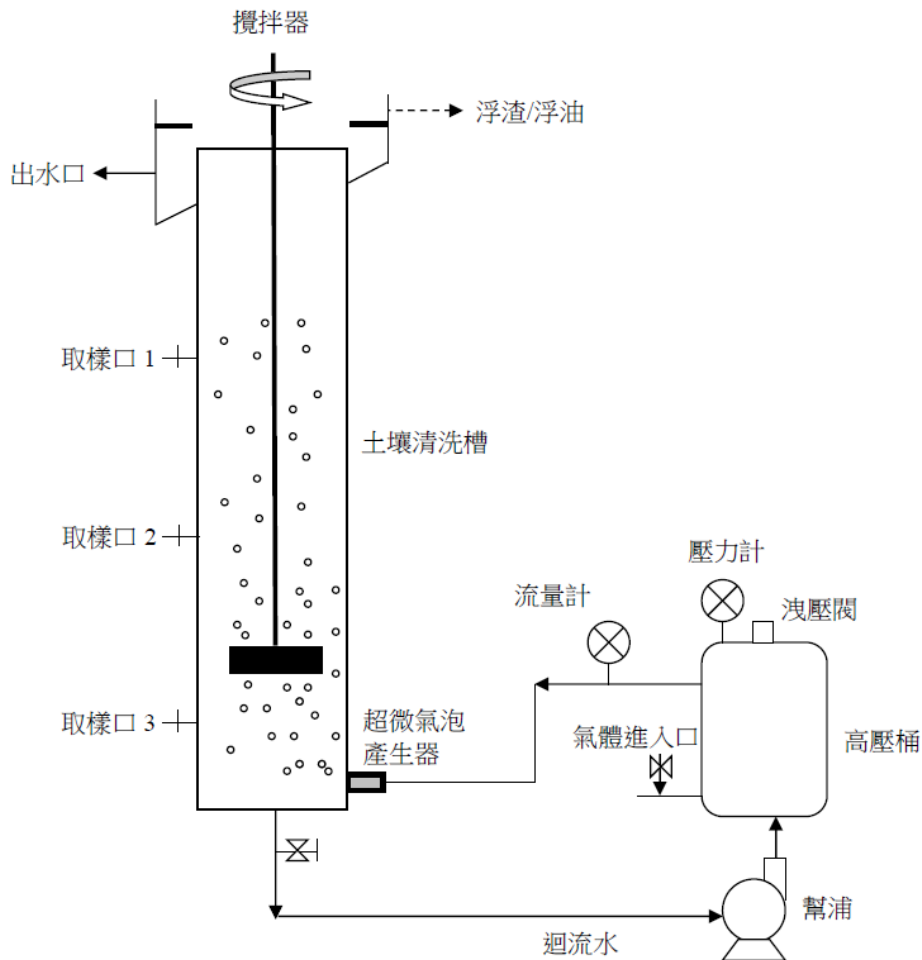 攪拌器
浮渣/浮油
出水口
取樣口 1
土壤清洗槽
取樣口 2
壓力計
流量計
洩壓閥
取樣口 3
超微氣泡
產生器
氣體進入口
高壓桶
幫浦
迴流水